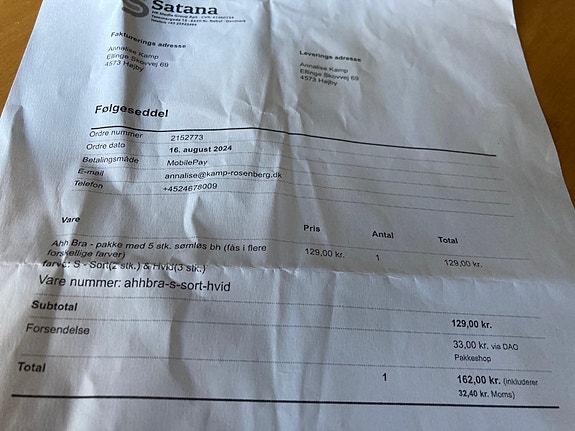 Satana
Fakturerings adresse
Leverings adresse
Annalise Kamp
Ellinge Skovvej 69
4573 Højby
Annalise Kamp
Ellinge Skovvej 69
4573 Højby
Følgeseddel
Ordre nummer 2152773
Ordre dato 16. august 2024
Betalingsmåde MobilePay
E-mail annalise@kamp-rosenberg.dk
Telefon +4524678009
Vare Pris Antal Total
Ahh Bra - pakke med 5 stk. sømløs bh (fås i flere 129,00 kr. 1 129,00 kr.
forskellige farver)
farve: S - Sort(2 stk.) & Hvid(3 stk.)
Vare nummer: ahhbra-s-sort-hvid
Subtotal 129,00 kr.
Forsendelse 33,00 kr. via DAO
Pakkeshop
Total 1 162,00 kr. (inkluderer
32,40 kr. Moms)